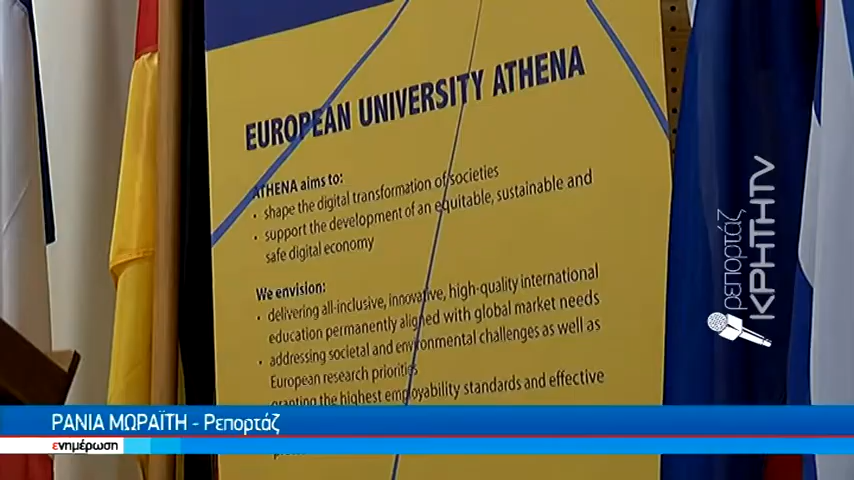 EUROPEAN UNIVERSITY ATHENA
ATHENA aims to:
• shape the digital transformation of societies
• support the development of an equitable, sustainable and
safe digital economy
We envision:
• delivering all-inclusive, innovative, high-quality international
education permanently aligned with global market needs
• addressing societal and environmental challenges as well as
European research priorities
granting the highest employability standards and effective
ρεπορτάζ
ΚΡΗΤΗTV
ΡΑΝΙΑ ΜΩΡΑΪΤΗ - Ρεπορτάζ
ενημέρωση